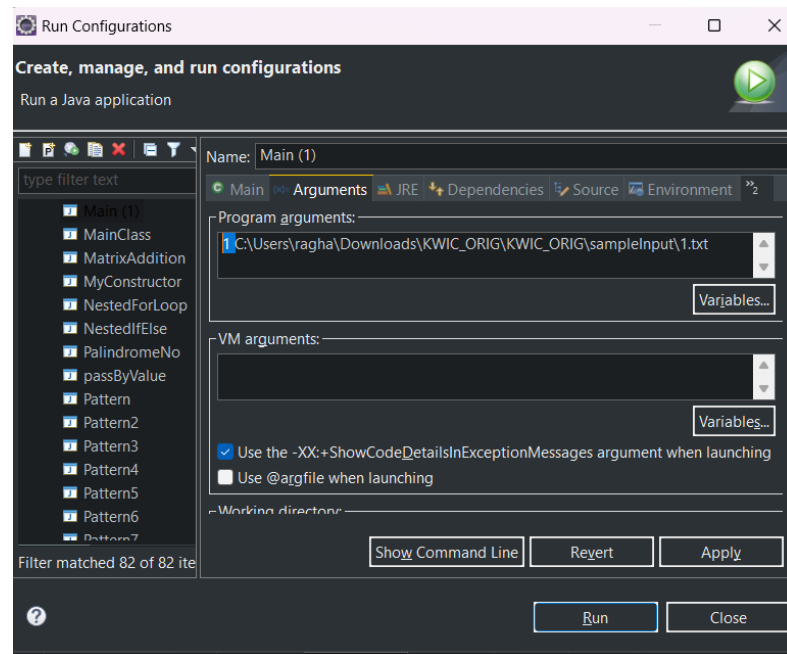 Run Configurations
Create, manage, and run configurations
Run a Java application
Name: Main (1)
type filter text
Main Arguments JRE Dependencies Source Environment »2
Main (1)
MainClass
MatrixAddition
MyConstructor
NestedForLoop
NestedIfElse
PalindromeNo
passByValue
Pattern
Pattern2
Pattern3
Pattern4
Pattern5
Pattern6
Pattern7
Filter matched 82 of 82 ite
Program arguments:
1 C:\Users\ragha\Downloads\KWIC_ORIG\KWIC_ORIG\sampleInput\1.txt
Variables...
VM arguments:
Variables...
Use the -XX:+ShowCodeDetailsInExceptionMessages argument when launching
Use @argfile when launching
Working directory:
Show Command Line Revert Apply
Run Close